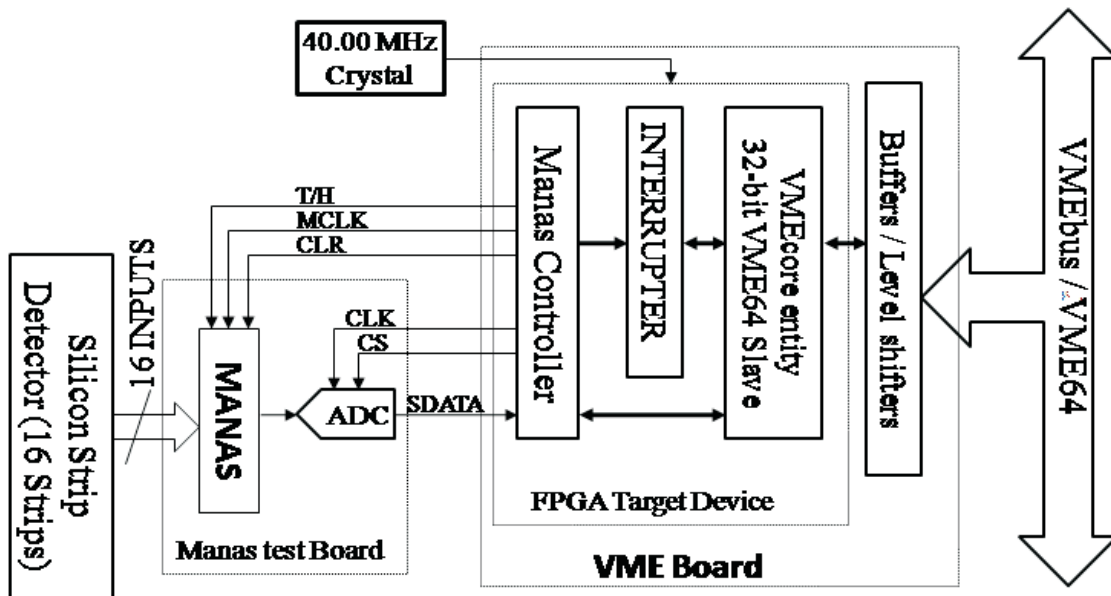 40.00 MHz
Crystal
T/H
MCLK
CLR
CLK
CS
SDATA
16 INPUTS
Silicon Strip
Detector (16 Strips)
MANAS
ADC
Manas test Board
Manas Controller
INTERRUPTER
VMEcore entity
32-bit VME64 Slave
FPGA Target Device
Buffers / Level shifters
VME Board
VMEbus / VME64